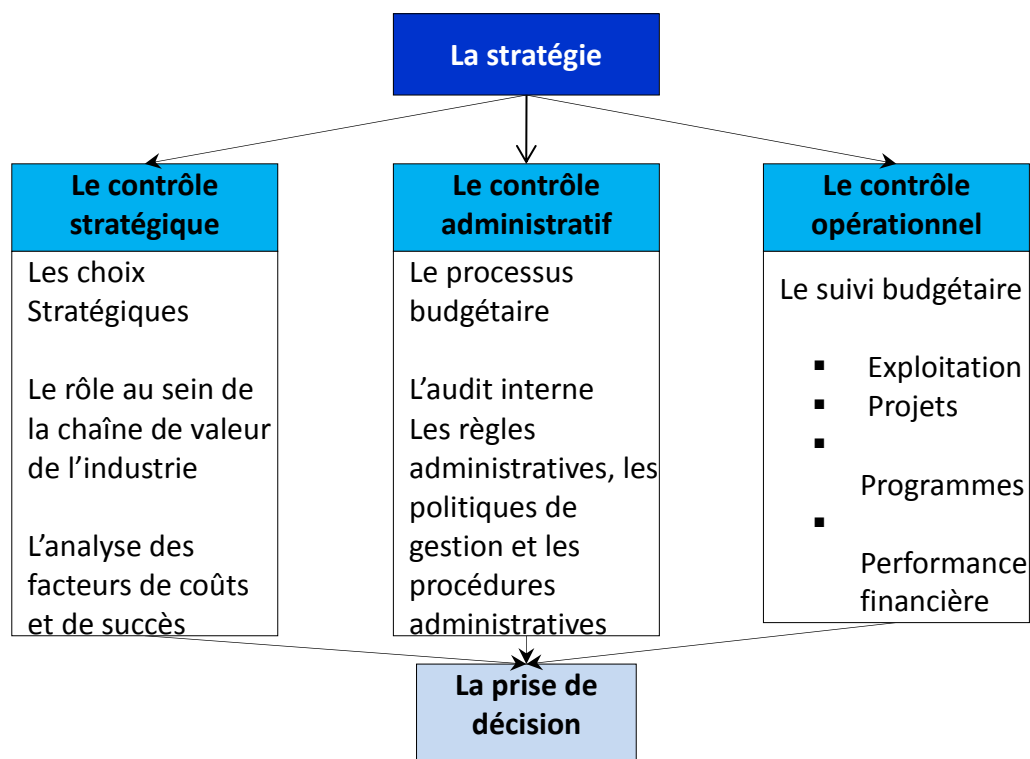 La stratégie
Le contrôle
stratégique
Les choix
Stratégiques
Le rôle au sein de
la chaîne de valeur
de l'industrie
L'analyse des
facteurs de coûts
et de succès
Le contrôle
administratif
Le processus
budgétaire
L'audit interne
Les règles
administratives, les
politiques de
gestion et les
procédures
administratives
Le contrôle
opérationnel
Le suivi budgétaire
▪ Exploitation
▪ Projets
▪
Programmes
▪
Performance
financière
La prise de
décision